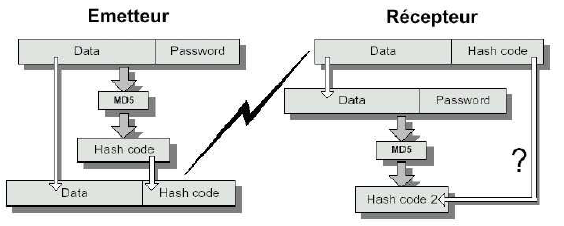 Emetteur
Data Password
MD5
Hash code
Data Hash code
Récepteur
Data Hash code
Data Password
MD5
?
Hash code 2